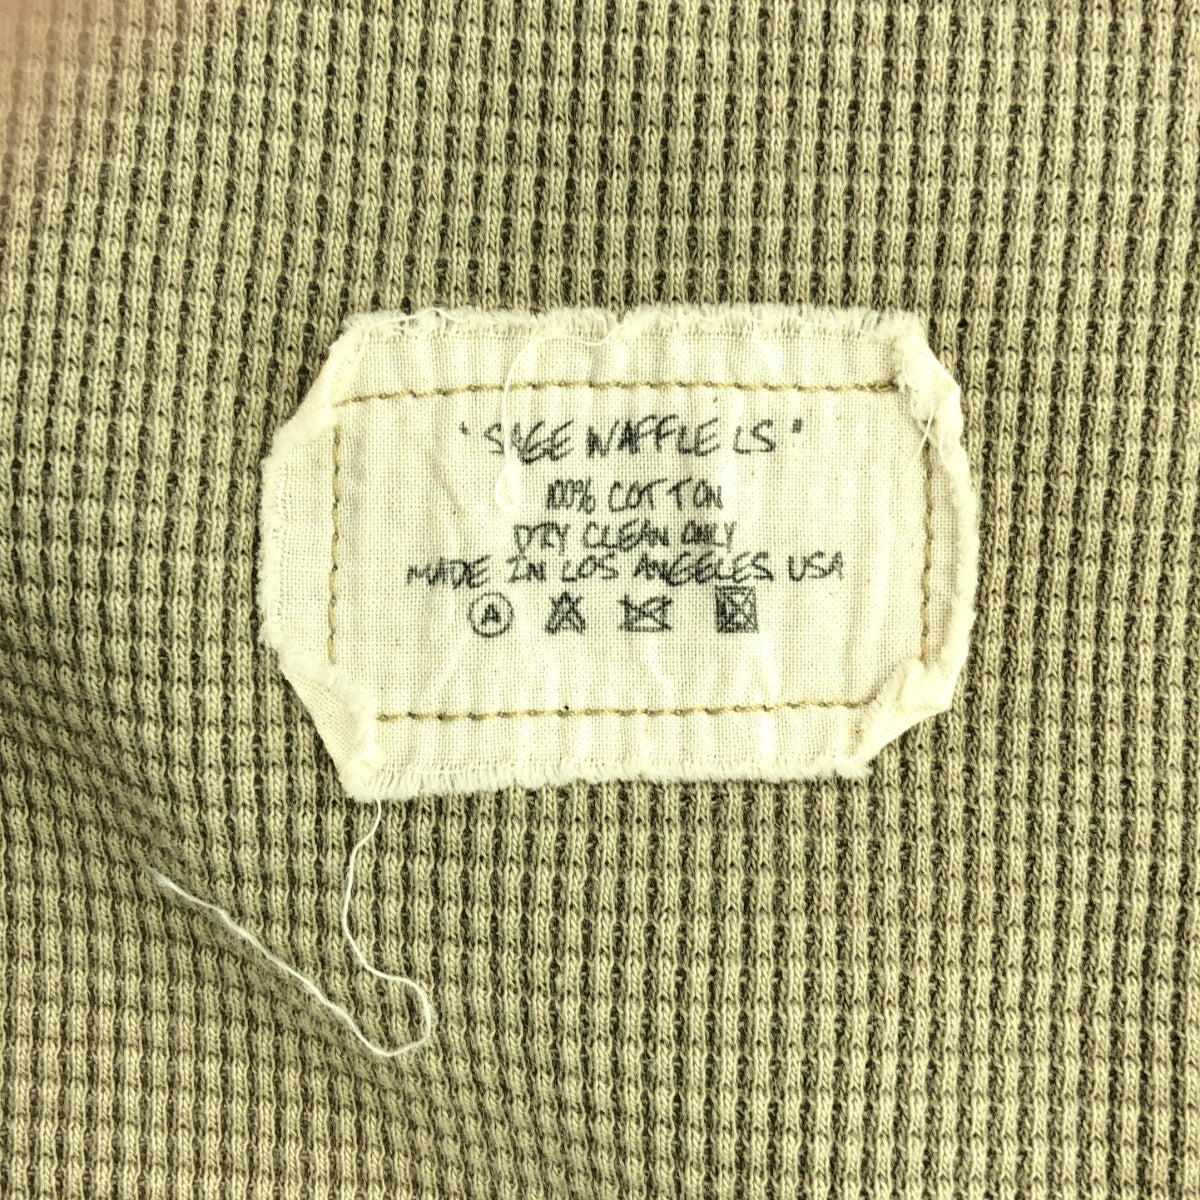 "SAGE WAFFLE LS"
100% COTTON
DRY CLEAN ONLY
MADE IN LOS ANGELES USA
A